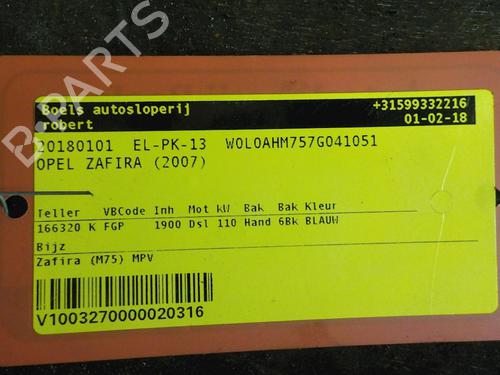 Boels autosloperij +31599332216
robert 01-02-18
20180101 EL-PK-13 W0L0AHM757G041051
OPEL ZAFIRA (2007)
Teller VBCode Inh Mot kW Bak Bak Kleur
166320 K FGP 1900 Dsl 110 Hand 6Bk BLAUW
Bijz
Zafira (M75) MPV
V1003270000020316